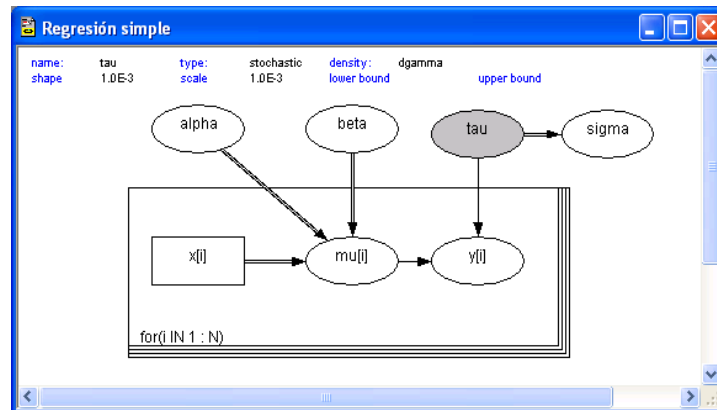 Regresión simple
name: tau type: stochastic density: dgamma
shape 1.0E-3 scale 1.0E-3 lower bound upper bound
alpha beta tau sigma
x[i] mu[i] y[i]
for(i IN 1 : N)